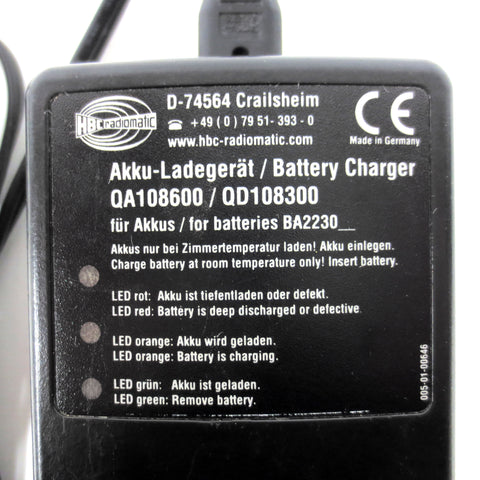 HBC radiomatic
D-74564 Crailsheim
☎ +49 ( 0 ) 79 51- 393 - 0
www.hbc-radiomatic.com
CE
Made in Germany
Akku-Ladegerät / Battery Charger
QA108600 / QD108300
für Akkus / for batteries BA2230__
Akkus nur bei Zimmertemperatur laden! Akku einlegen.
Charge battery at room temperature only! Insert battery.
LED rot: Akku ist tiefentladen oder defekt.
LED red: Battery is deep discharged or defective.
LED orange: Akku wird geladen.
LED orange: Battery is charging.
LED grün: Akku ist geladen.
LED green: Remove battery.
005-01-00646